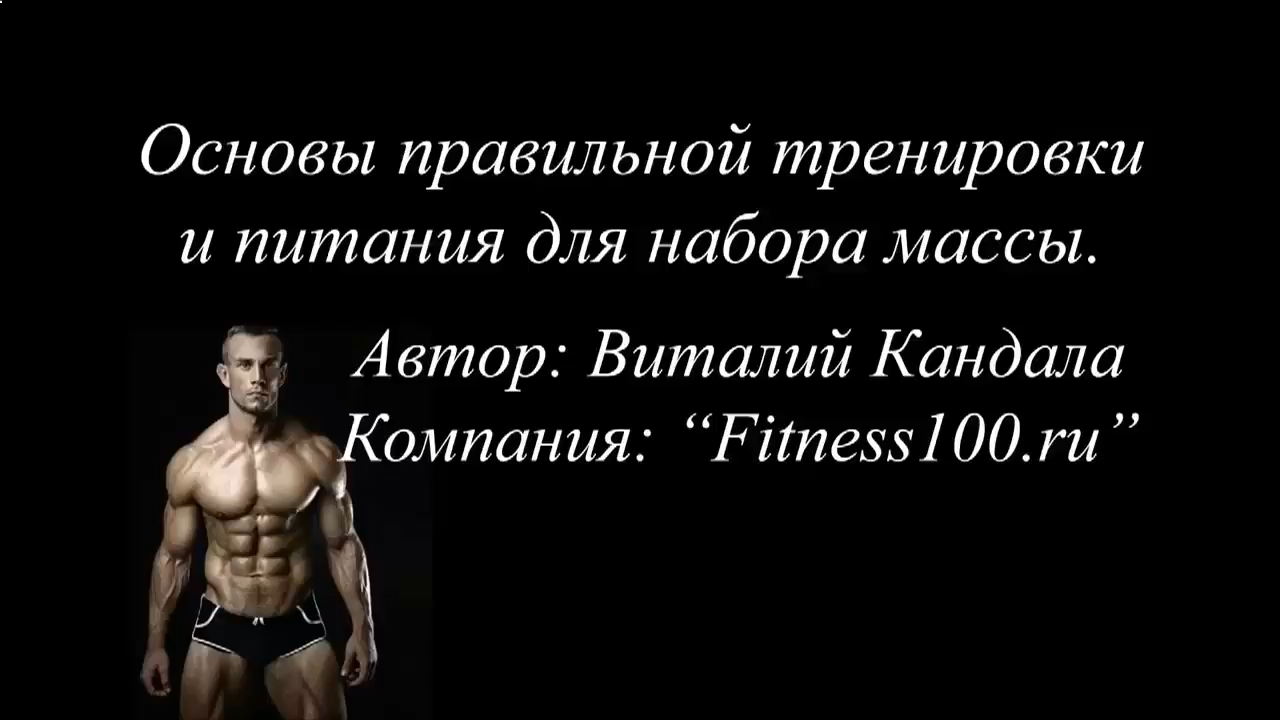 Основы правильной тренировки
и питания для набора массы.
Автор: Виталий Кандала
Компания: “Fitness100.ru”